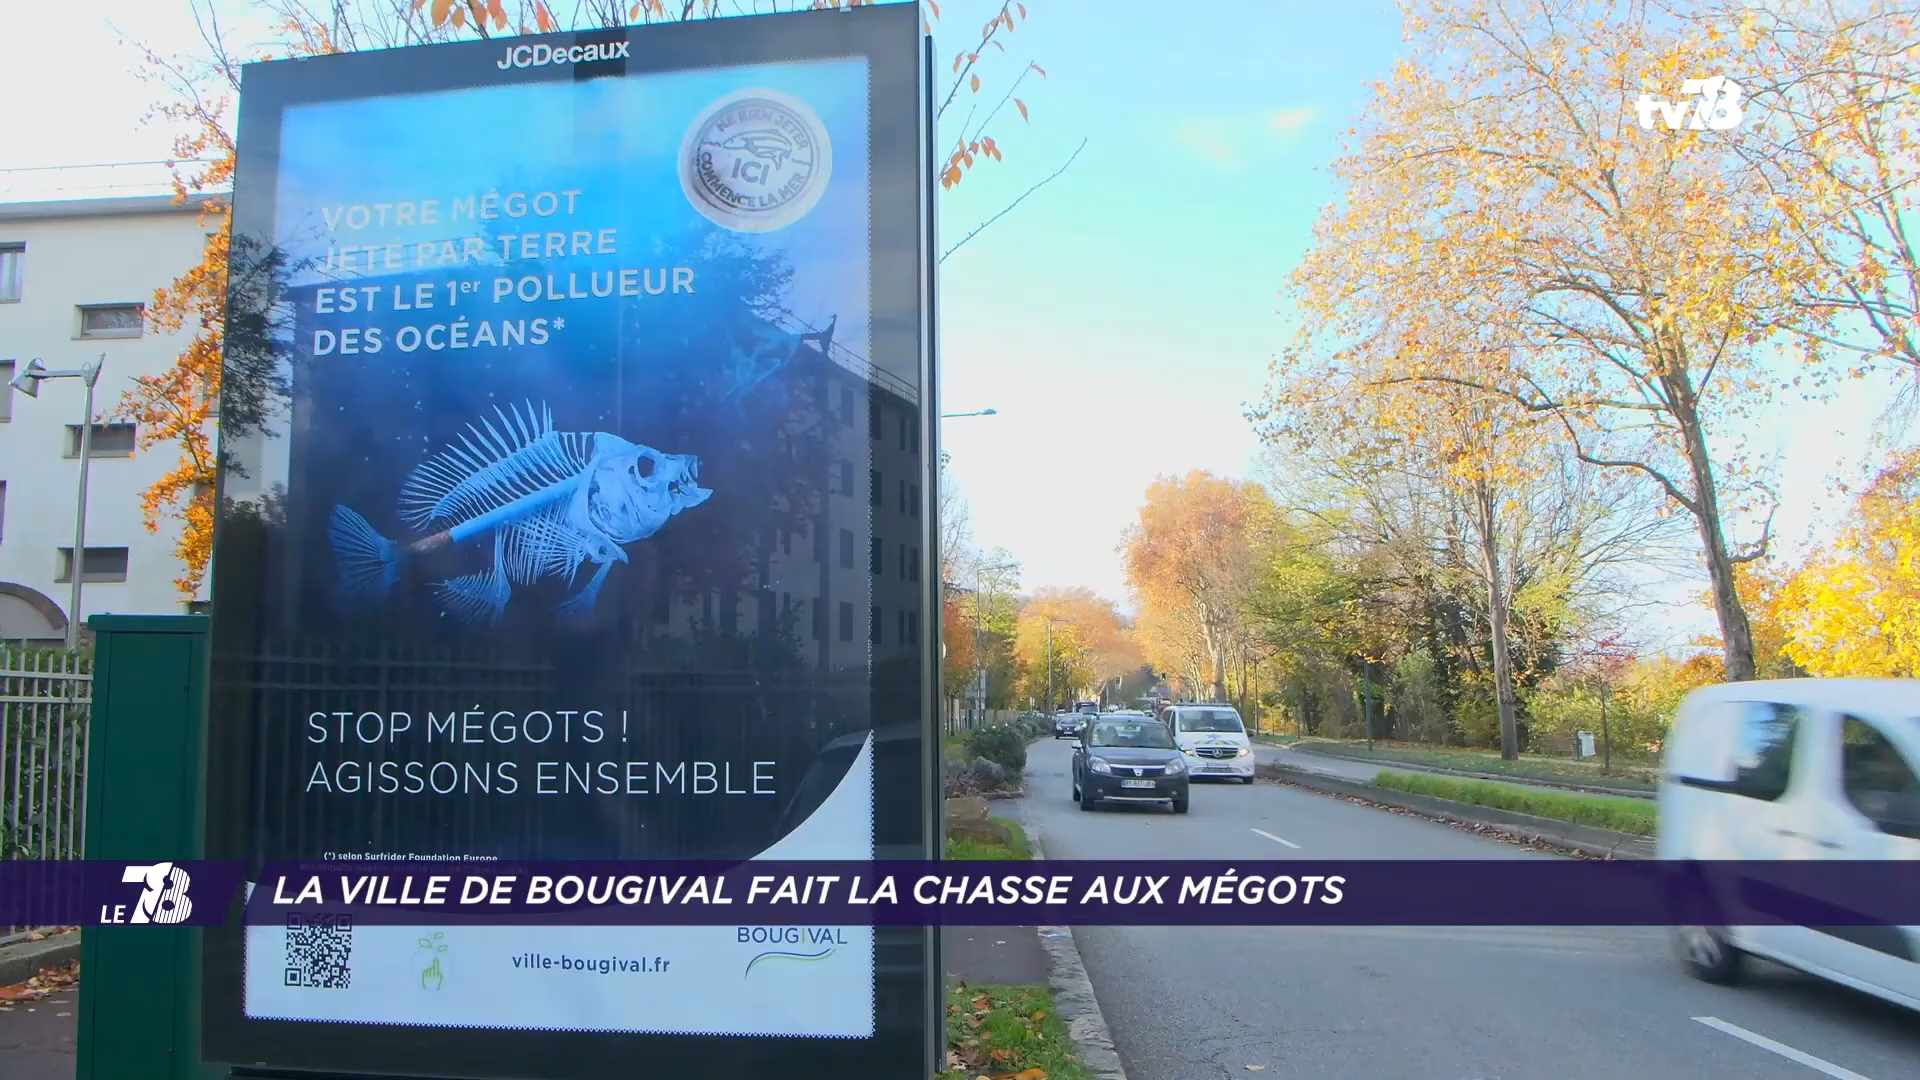 JCDecaux
tv78
NE RIEN JETER
ICI
COMMENCE LA MER
VOTRE MÉGOT
JETÉ PAR TERRE
EST LE 1er POLLUEUR
DES OCÉANS*
STOP MÉGOTS !
AGISSONS ENSEMBLE
(*) selon Surfrider Foundation Europe
LE 78
LA VILLE DE BOUGIVAL FAIT LA CHASSE AUX MÉGOTS
ville-bougival.fr
BOUGIVAL